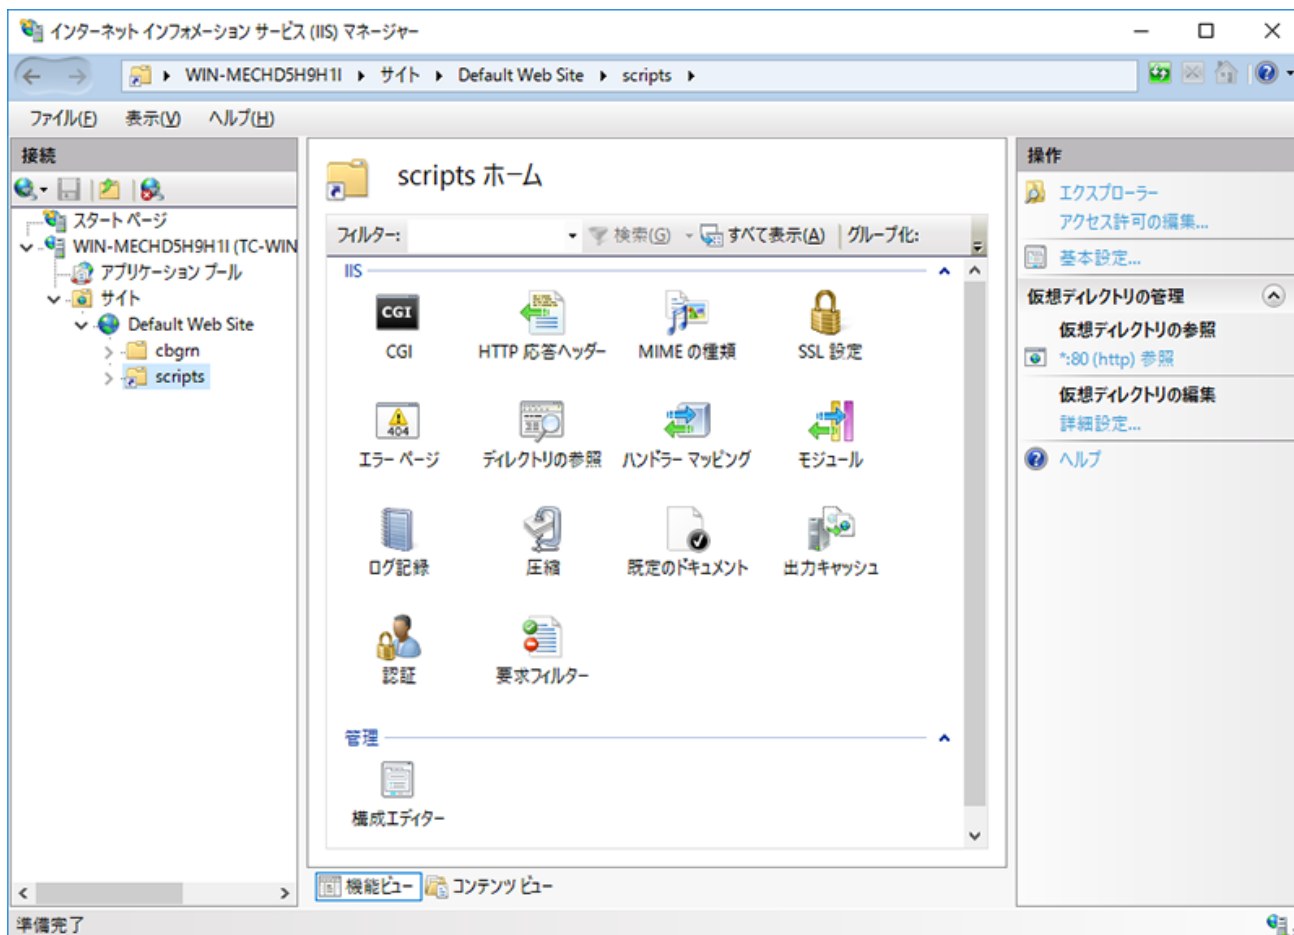 インターネット インフォメーション サービス (IIS) マネージャー
WIN-MECHD5H9H1I ▸ サイト ▸ Default Web Site ▸ scripts ▸
ファイル(F) 表示(V) ヘルプ(H)
接続
スタート ページ
WIN-MECHD5H9H1I (TC-WIN
アプリケーション プール
サイト
Default Web Site
cbgrn
scripts
scripts ホーム
フィルター: 検索(G) すべて表示(A) グループ化:
IIS
CGI
CGI HTTP 応答ヘッダー MIME の種類 SSL 設定
404
エラー ページ ディレクトリの参照 ハンドラー マッピング モジュール
ログ記録 圧縮 既定のドキュメント 出力キャッシュ
認証 要求フィルター
管理
構成エディター
機能ビュー コンテンツ ビュー
操作
エクスプローラー
アクセス許可の編集...
基本設定...
仮想ディレクトリの管理
仮想ディレクトリの参照
*:80 (http) 参照
仮想ディレクトリの編集
詳細設定...
ヘルプ
準備完了